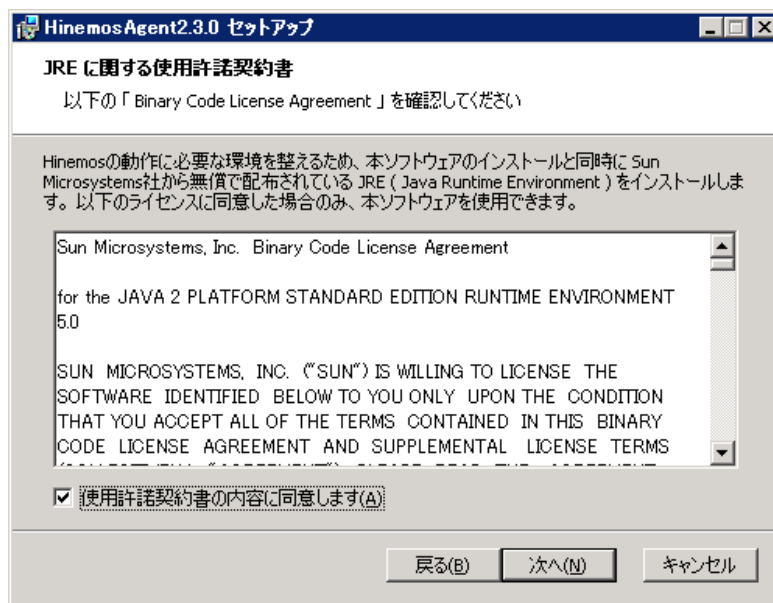 HinemosAgent2.3.0 セットアップ
JRE に関する使用許諾契約書
以下の「 Binary Code License Agreement 」を確認してください
Hinemosの動作に必要な環境を整えるため、本ソフトウェアのインストールと同時に Sun
Microsystems社から無償で配布されている JRE ( Java Runtime Environment ) をインストールしま
す。以下のライセンスに同意した場合のみ、本ソフトウェアを使用できます。
Sun Microsystems, Inc. Binary Code License Agreement
for the JAVA 2 PLATFORM STANDARD EDITION RUNTIME ENVIRONMENT
5.0
SUN MICROSYSTEMS, INC. ("SUN") IS WILLING TO LICENSE THE
SOFTWARE IDENTIFIED BELOW TO YOU ONLY UPON THE CONDITION
THAT YOU ACCEPT ALL OF THE TERMS CONTAINED IN THIS BINARY
CODE LICENSE AGREEMENT AND SUPPLEMENTAL LICENSE TERMS
使用許諾契約書の内容に同意します(A)
戻る(B)
次へ(N)
キャンセル